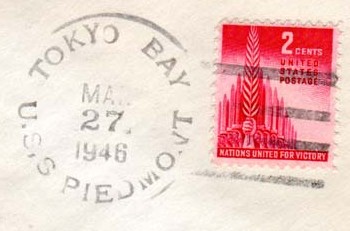 TOKYO BAY
MAR
27.
1946
U.S.S PIEDMONT
2 CENTS
UNITED
STATES
POSTAGE
NATIONS UNITED FOR VICTORY